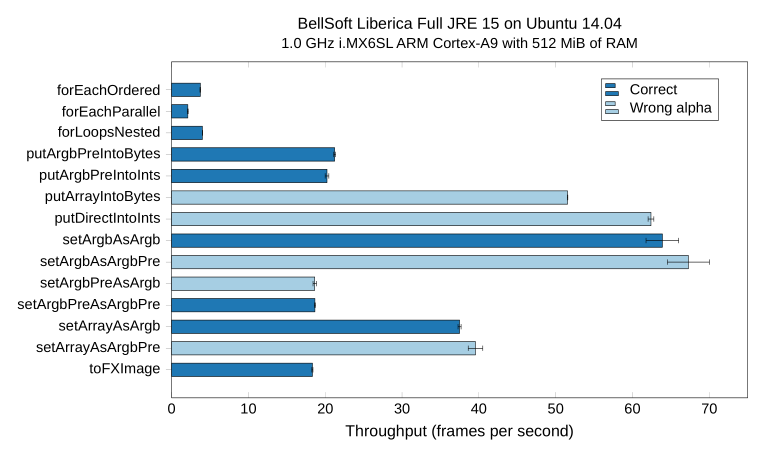 BellSoft Liberica Full JRE 15 on Ubuntu 14.04
1.0 GHz i.MX6SL ARM Cortex-A9 with 512 MiB of RAM
Correct
Wrong alpha
forEachOrdered
forEachParallel
forLoopsNested
putArgbPreIntoBytes
putArgbPreIntoInts
putArrayIntoBytes
putDirectIntoInts
setArgbAsArgb
setArgbAsArgbPre
setArgbPreAsArgb
setArgbPreAsArgbPre
setArrayAsArgb
setArrayAsArgbPre
toFXImage
0 10 20 30 40 50 60 70
Throughput (frames per second)